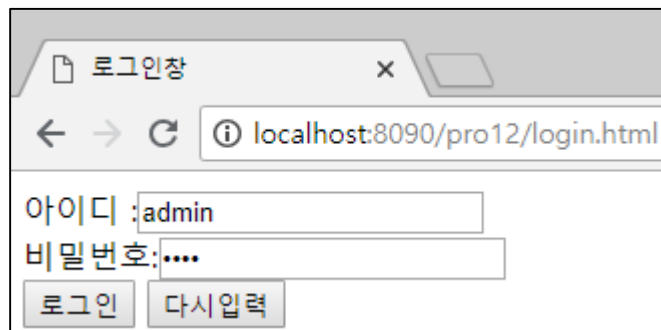 로그인창
localhost:8090/pro12/login.html
아이디 :admin
비밀번호:••••
로그인 다시입력